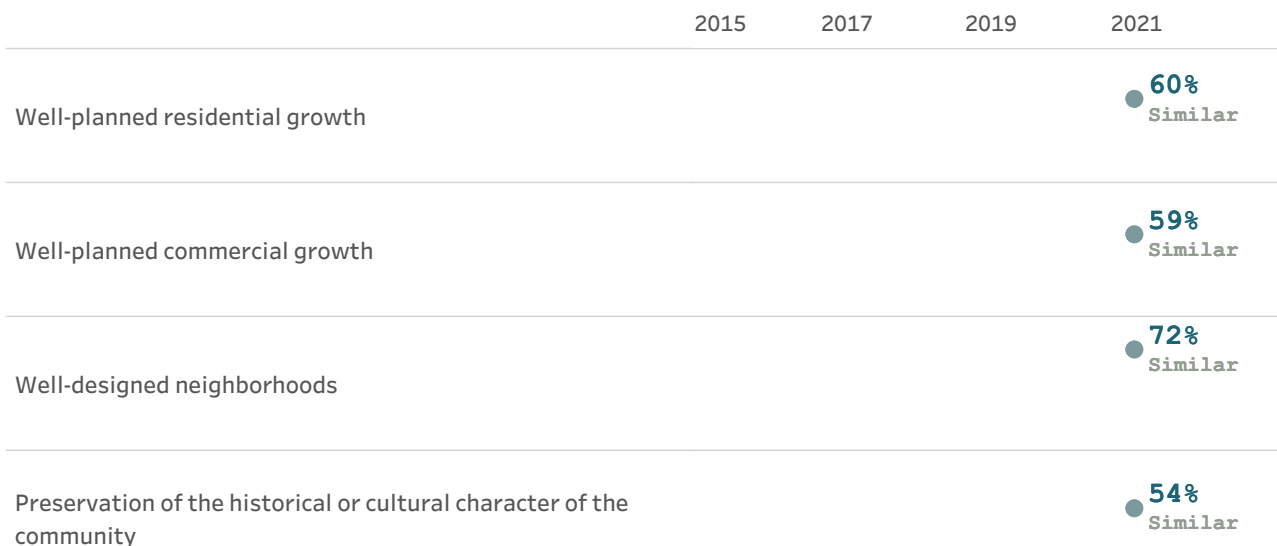 2015 2017 2019 2021
60%
Well-planned residential growth
Similar
59%
Well-planned commercial growth
Similar
72%
Similar
Well-designed neighborhoods
54%
Preservation of the historical or cultural character of the
Similar
community